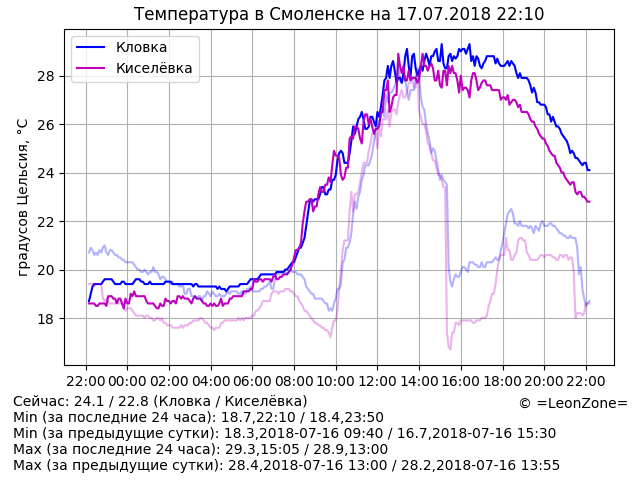 Температура в Смоленске на 17.07.2018 22:10
Кловка
Киселёвка
градусов Цельсия, °C
28
26
24
22
20
18
22:00 00:00 02:00 04:00 06:00 08:00 10:00 12:00 14:00 16:00 18:00 20:00 22:00
Сейчас: 24.1 / 22.8 (Кловка / Киселёвка)
© =LeonZone=
Min (за последние 24 часа): 18.7,22:10 / 18.4,23:50
Min (за предыдущие сутки): 18.3,2018-07-16 09:40 / 16.7,2018-07-16 15:30
Max (за последние 24 часа): 29.3,15:05 / 28.9,13:00
Max (за предыдущие сутки): 28.4,2018-07-16 13:00 / 28.2,2018-07-16 13:55